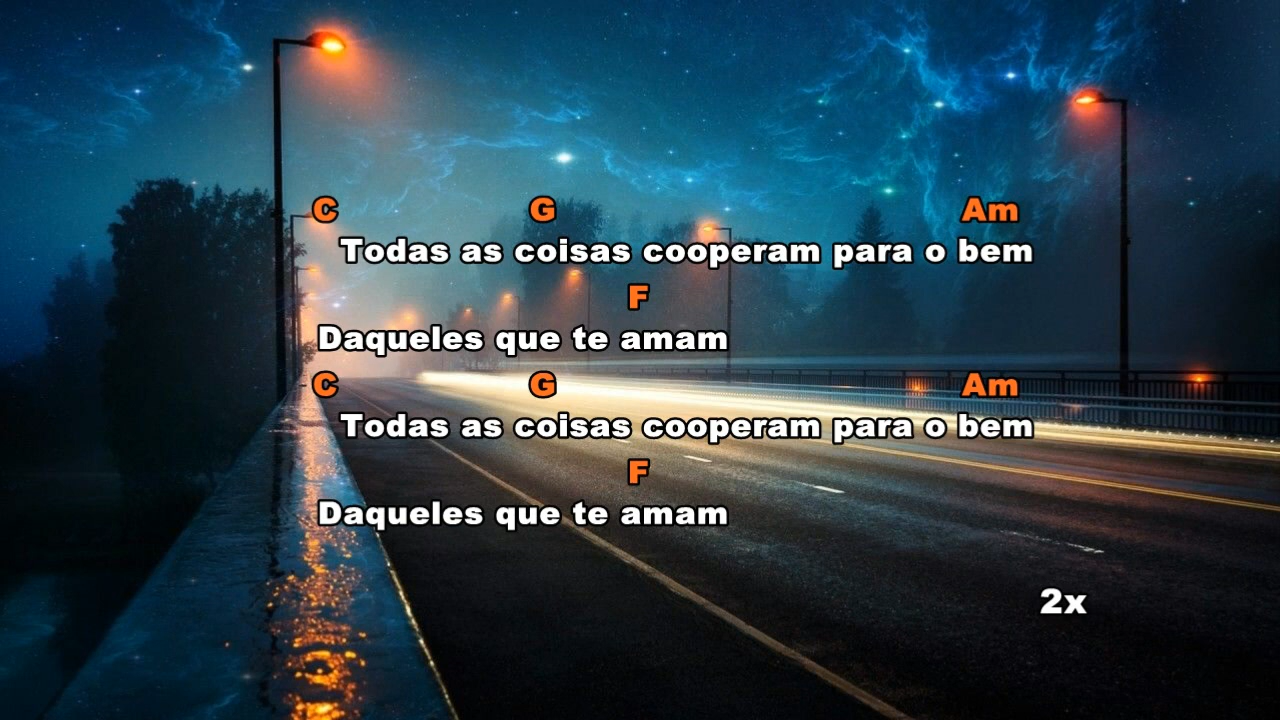 C G Am
Todas as coisas cooperam para o bem
F
Daqueles que te amam
C G Am
Todas as coisas cooperam para o bem
F
Daqueles que te amam
2x